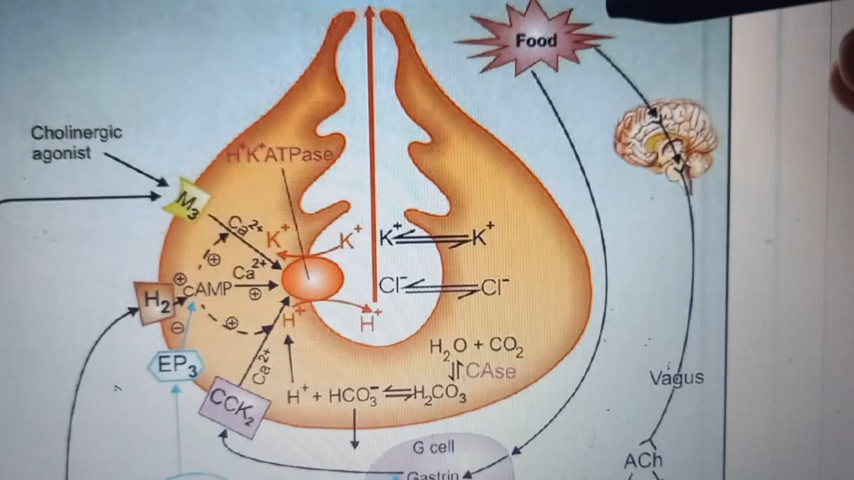 Food
Cholinergic
agonist
H⁺K⁺ATPase
M₃
Ca²⁺
K⁺
K⁺
K⁺ ⇌ K⁺
Ca²⁺
⊕
⊕
cAMP
⊕
Cl⁻ ⇌ Cl⁻
H₂
⊖
⊕
H⁺
H⁺
H₂O + CO₂
CAse
EP₃
Ca²⁺
Vagus
CCK₂
H⁺ + HCO₃⁻ ⇌ H₂CO₃
G cell
ACh
Gastrin